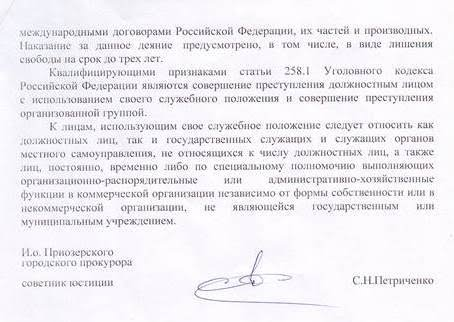 международными договорами Российской Федерации, их частей и производных.
Наказание за данное деяние предусмотрено, в том числе, в виде лишения
свободы на срок до трех лет.
Квалифицирующими признаками статьи 258.1 Уголовного кодекса
Российской Федерации являются совершение преступления должностным лицом
с использованием своего служебного положения и совершение преступления
организованной группой.
К лицам, использующим свое служебное положение следует относить как
должностных лиц, так и государственных служащих и служащих органов
местного самоуправления, не относящихся к числу должностных лиц, а также
лиц, постоянно, временно либо по специальному полномочию выполняющих
организационно-распорядительные или административно-хозяйственные
функции в коммерческой организации независимо от формы собственности или в
некоммерческой организации, не являющейся государственным или
муниципальным учреждением.
И.о. Приозерского
городского прокурора
советник юстиции С.Н.Петриченко